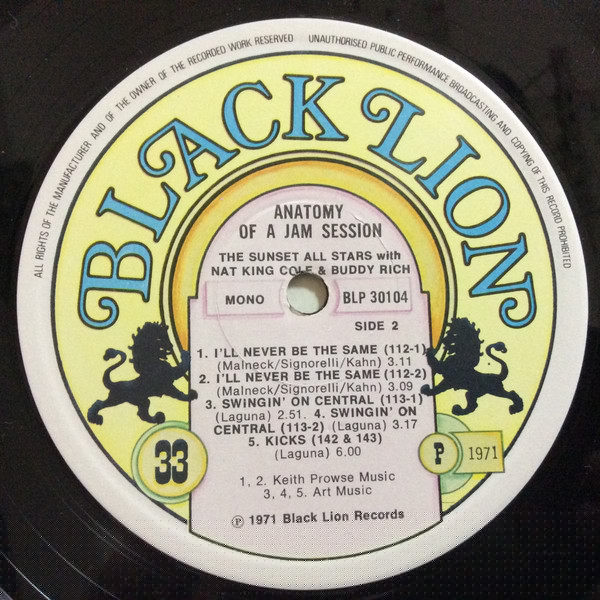 ALL RIGHTS OF THE MANUFACTURER AND OF THE OWNER OF THE RECORDED WORK RESERVED UNAUTHORISED PUBLIC PERFORMANCE BROADCASTING AND COPYING OF THIS RECORD PROHIBITED
BLACK LION
ANATOMY
OF A JAM SESSION
THE SUNSET ALL STARS with
NAT KING COLE & BUDDY RICH
MONO BLP 30104
SIDE 2
1. I'LL NEVER BE THE SAME (112-1)
(Malneck/Signorelli/Kahn) 3.11
2. I'LL NEVER BE THE SAME (112-2)
(Malneck/Signorelli/Kahn) 3.09
3. SWINGIN' ON CENTRAL (113-1)
(Laguna) 2.51. 4. SWINGIN' ON
CENTRAL (113-2) (Laguna) 3.17
5. KICKS (142 & 143)
(Laguna) 6.00
33 P 1971
1, 2. Keith Prowse Music
3, 4, 5. Art Music
℗ 1971 Black Lion Records